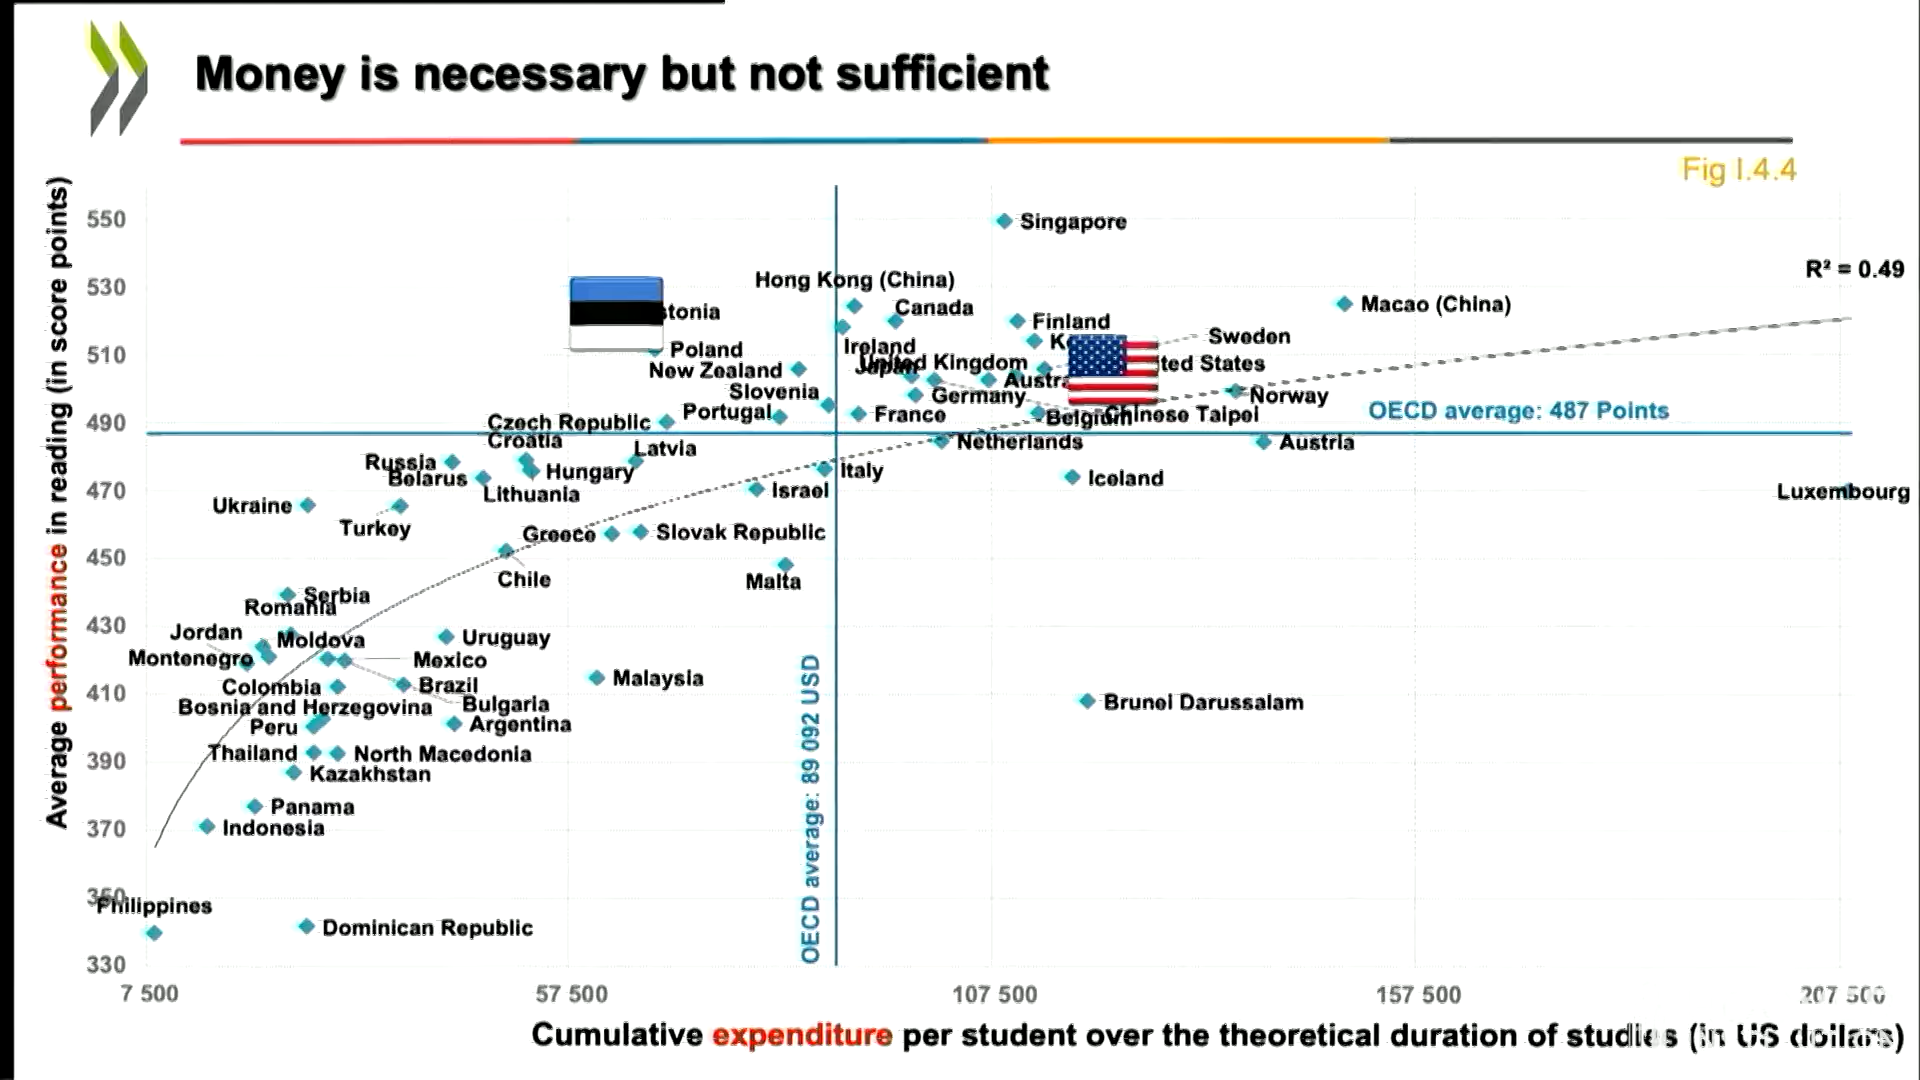 Money is necessary but not sufficient
Fig I.4.4
Average performance in reading (in score points)
550
530
510
490
470
450
430
410
390
370
350
330
Singapore
R² = 0.49
Hong Kong (China)
Macao (China)
Canada
stonia
Finland
Sweden
Ireland
Poland
United Kingdom
ted States
New Zealand
Japan
Slovenia
Germany
Norway
Portugal
France
Belgium
Chinese Taipei
OECD average: 487 Points
Czech Republic
Croatia
Netherlands
Austria
Latvia
Russia
Hungary
Italy
Belarus
Iceland
Lithuania
Israel
Luxembourg
Ukraine
Turkey
Greece
Slovak Republic
Chile
Malta
Serbia
Romania
Jordan
Moldova
Uruguay
Montenegro
Mexico
Malaysia
Colombia
Brazil
Bulgaria
Brunei Darussalam
Bosnia and Herzegovina
Peru
Argentina
Thailand
North Macedonia
Kazakhstan
Panama
Indonesia
Philippines
Dominican Republic
OECD average: 89 092 USD
7 500
57 500
107 500
157 500
207 500
Cumulative expenditure per student over the theoretical duration of studies (in US dollars)